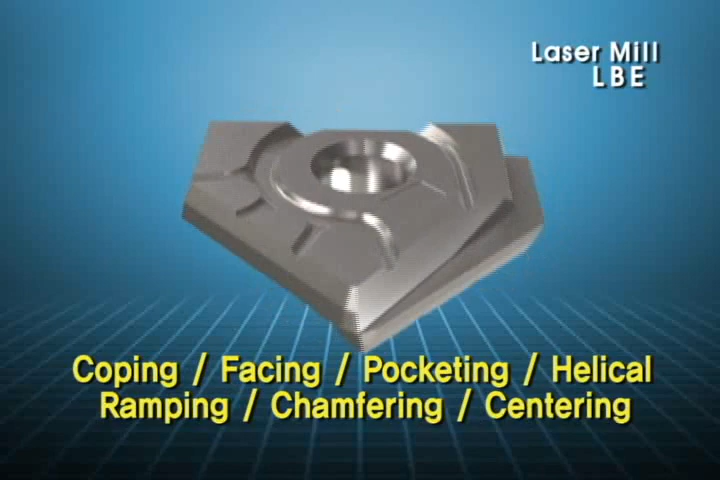 Laser Mill
LBE
Coping / Facing / Pocketing / Helical
Ramping / Chamfering / Centering